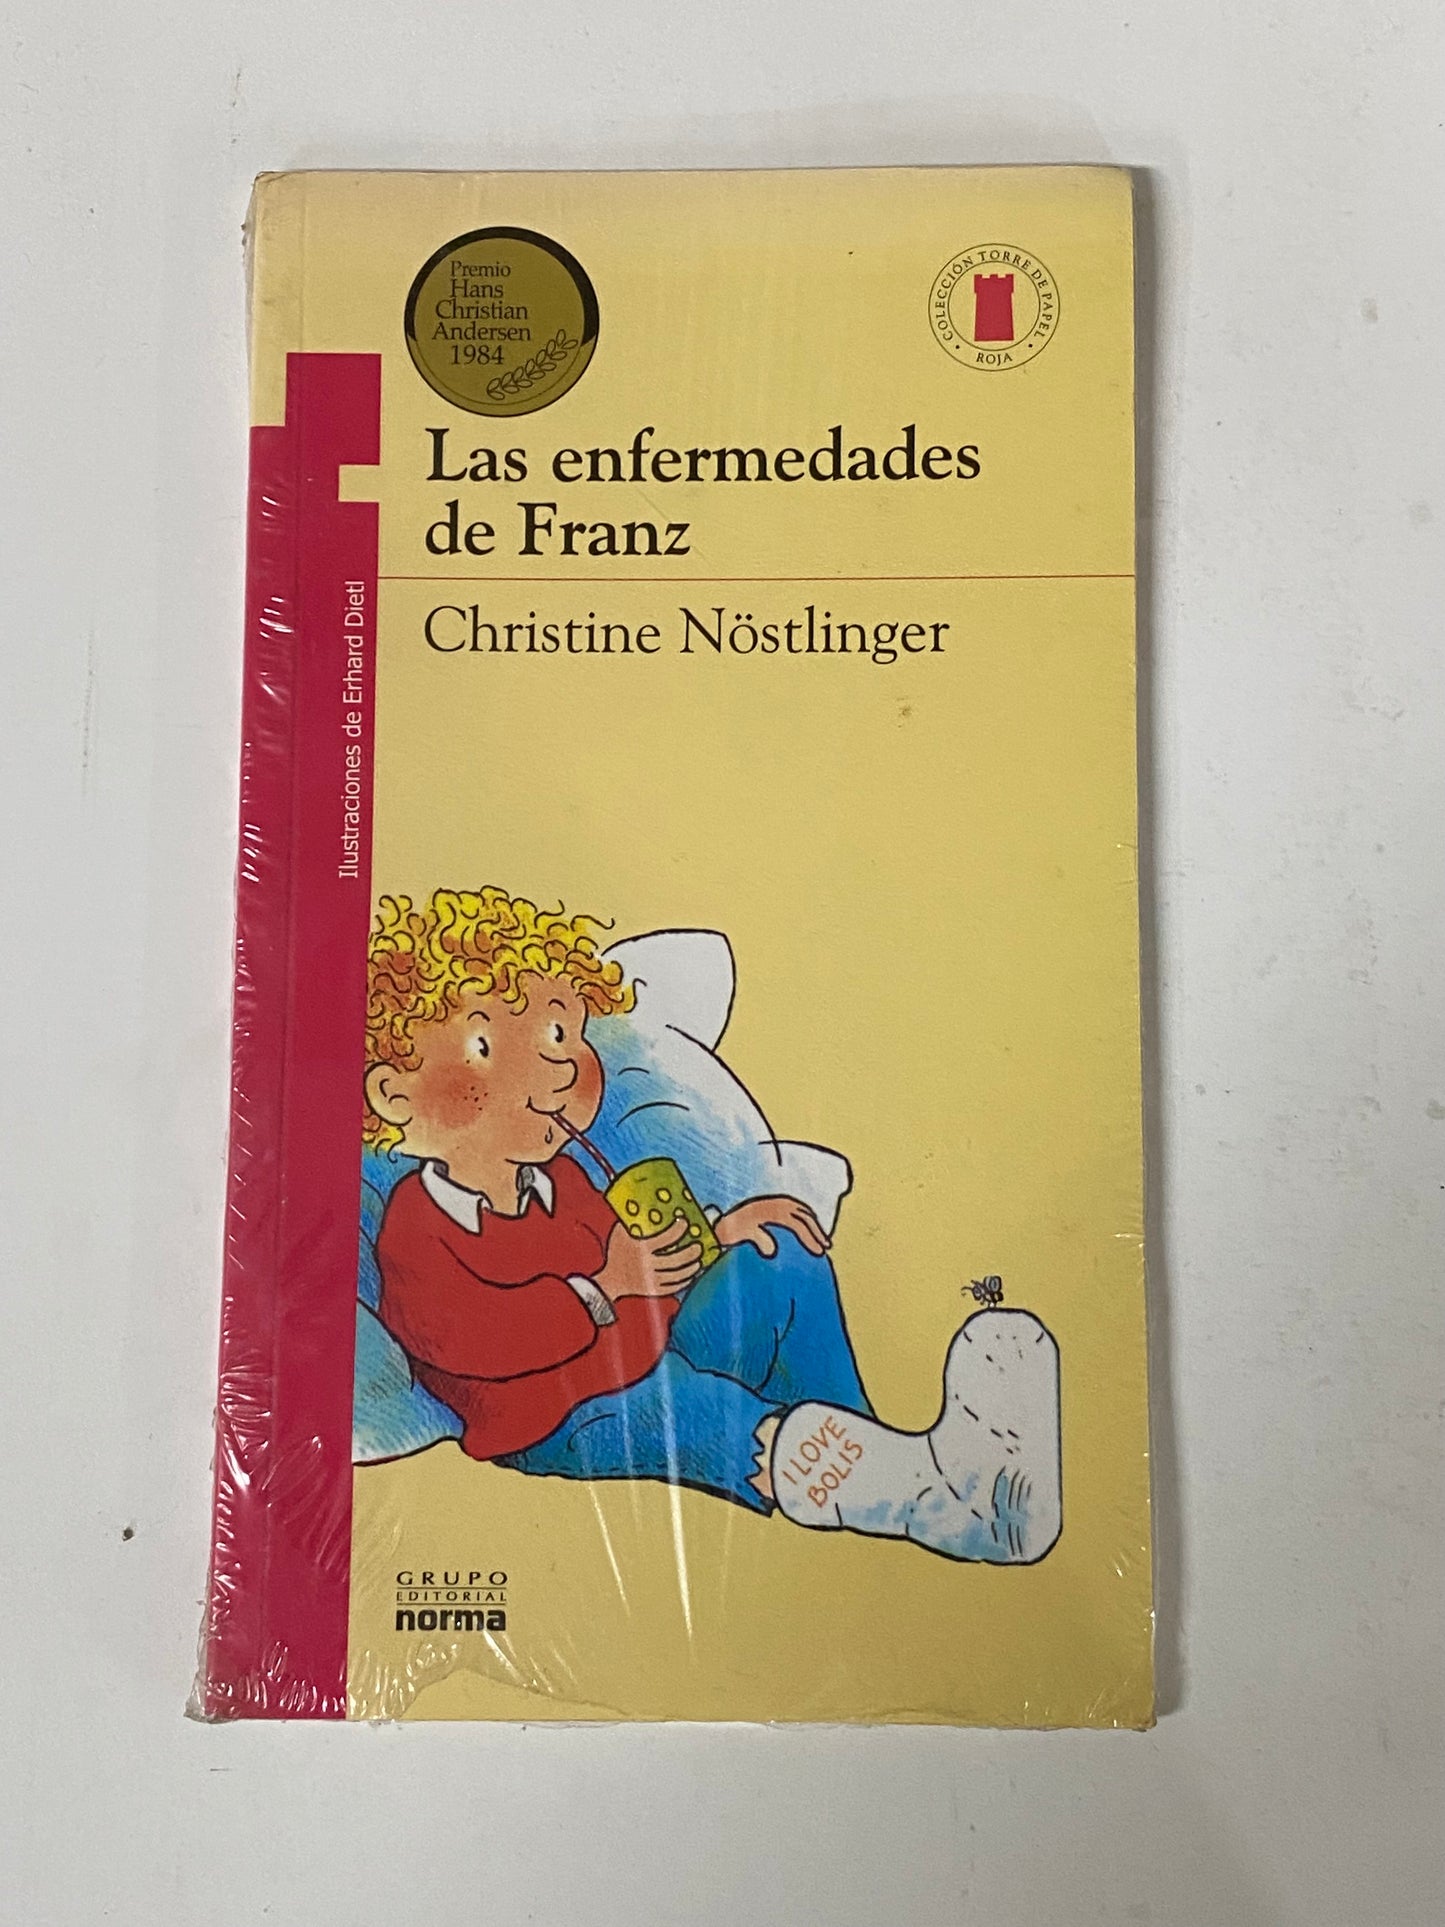 Premio
Hans
Christian
Andersen
1984
COLECCIÓN TORRE DE PAPEL
ROJA
Las enfermedades
de Franz
Christine Nöstlinger
Ilustraciones de Erhard Dietl
I LOVE
BOLIS
GRUPO
EDITORIAL
norma